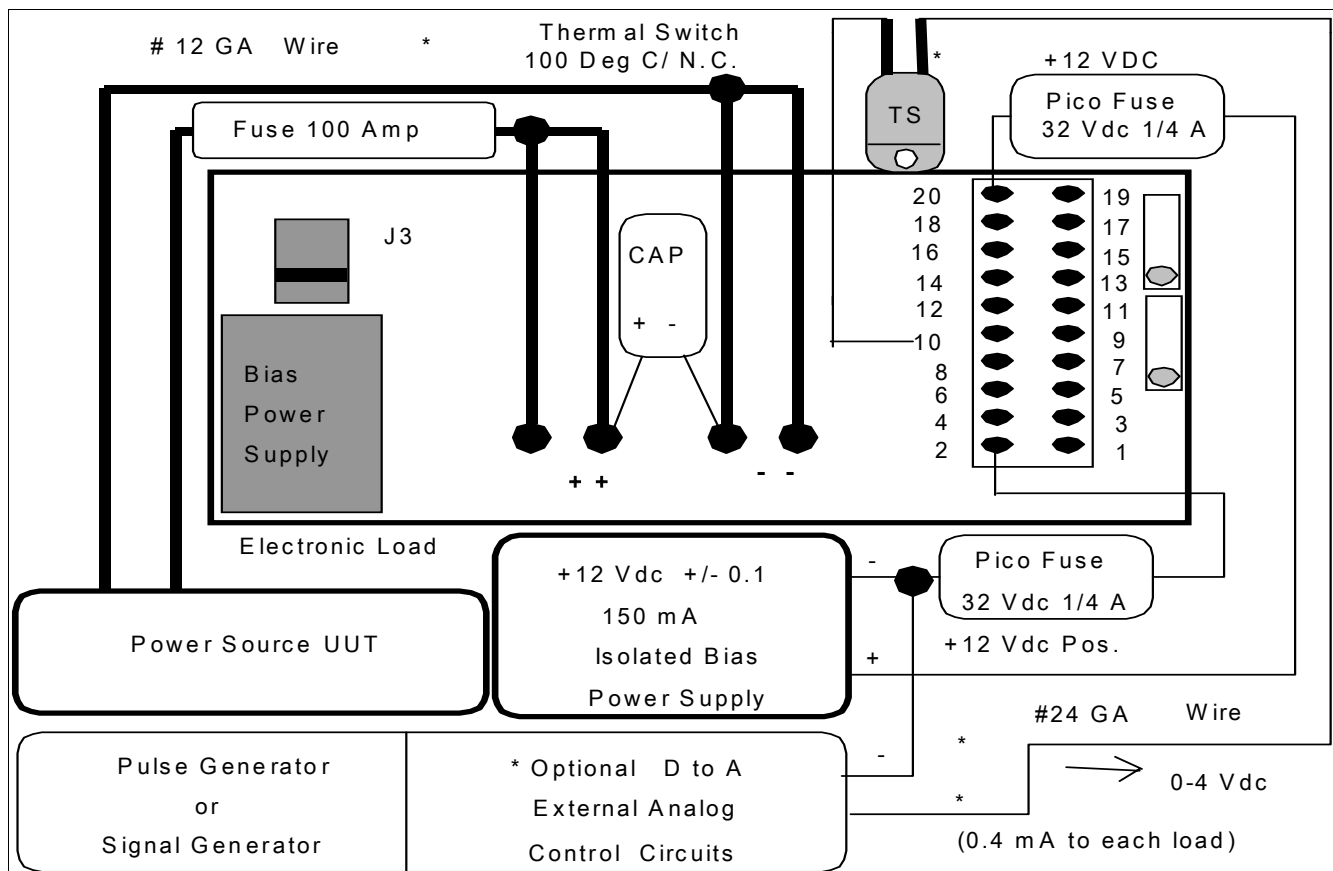 # 12 GA Wire *
Thermal Switch
100 Deg C/ N.C.
*
+12 VDC
Fuse 100 Amp
TS
Pico Fuse
32 Vdc 1/4 A
J3
CAP
+ -
Bias
Power
Supply
+ +
- -
20 19
18 17
16 15
14 13
12 11
10 9
8 7
6 5
4 3
2 1
Electronic Load
Power Source UUT
+12 Vdc +/- 0.1
150 mA
Isolated Bias
Power Supply
-
+
Pico Fuse
32 Vdc 1/4 A
+12 Vdc Pos.
#24 GA Wire
*
Pulse Generator
or
Signal Generator
* Optional D to A
External Analog
Control Circuits
-
*
0-4 Vdc
(0.4 mA to each load)